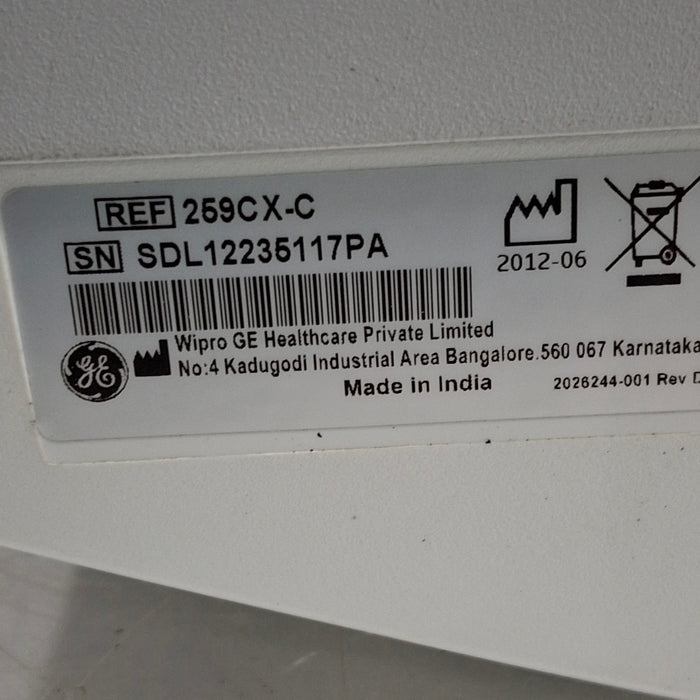 REF 259CX-C
SN SDL12235117PA
2012-06
GE
Wipro GE Healthcare Private Limited
No:4 Kadugodi Industrial Area Bangalore.560 067 Karnataka
Made in India
2026244-001 Rev D